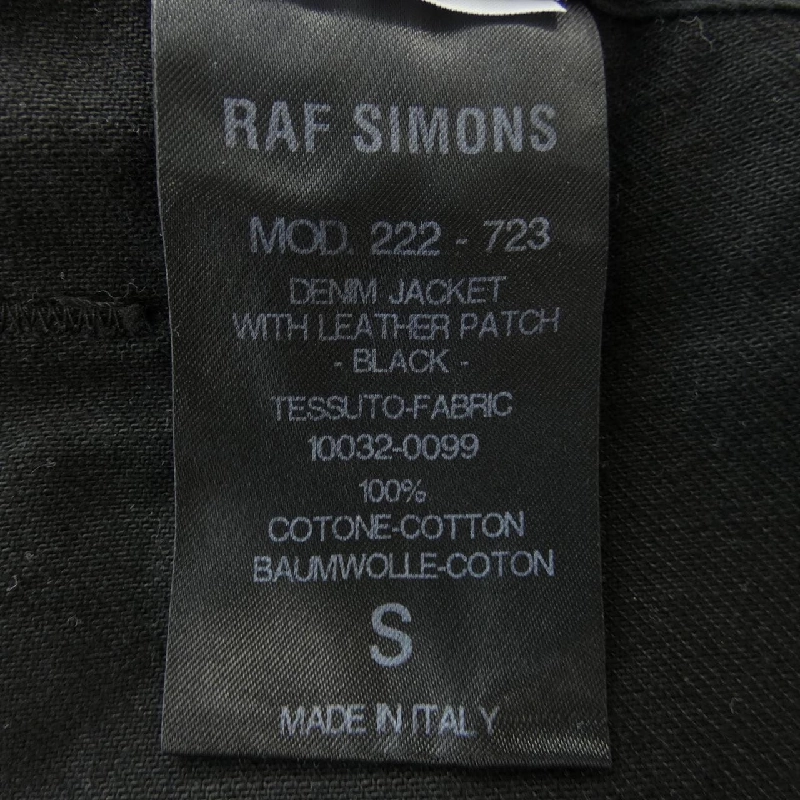 RAF SIMONS
MOD. 222 - 723
DENIM JACKET
WITH LEATHER PATCH
- BLACK -
TESSUTO-FABRIC
10032-0099
100%
COTONE-COTTON
BAUMWOLLE-COTON
S
MADE IN ITALY